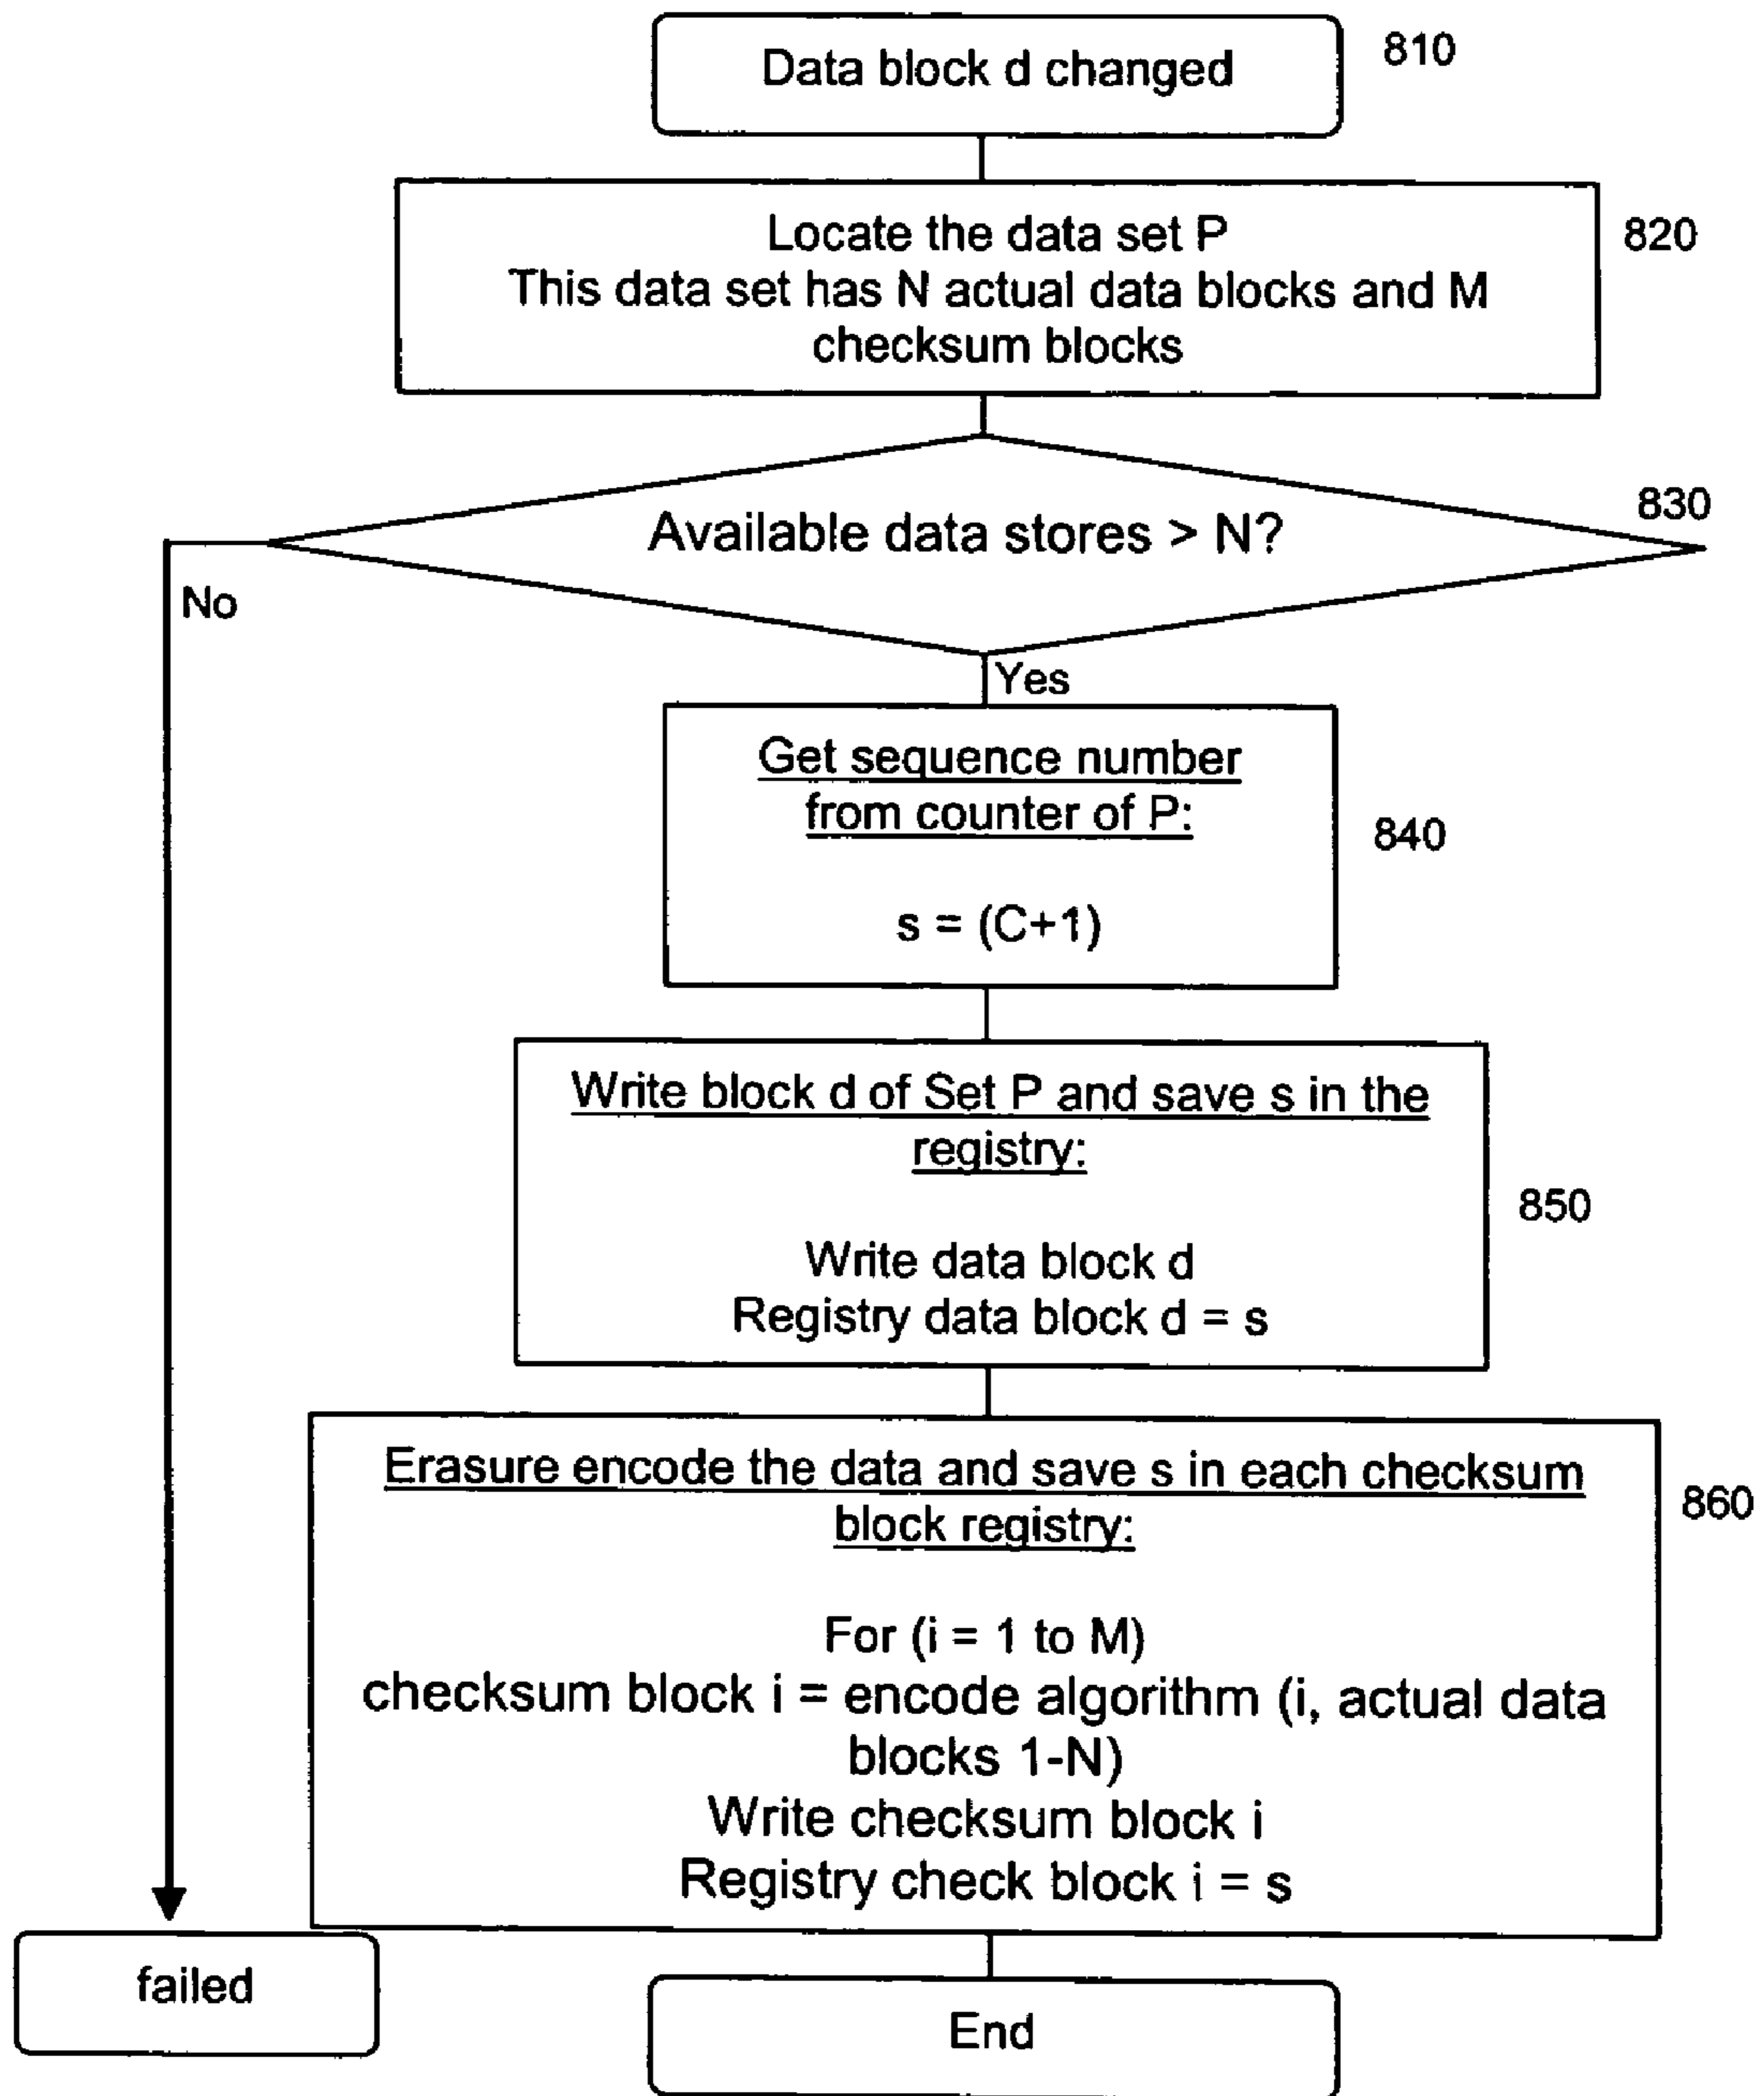 Data block d changed
810
Locate the data set P
This data set has N actual data blocks and M
checksum blocks
820
Available data stores > N?
830
No
Yes
Get sequence number
from counter of P:
s = (C+1)
840
Write block d of Set P and save s in the
registry:
Write data block d
Registry data block d = s
850
Erasure encode the data and save s in each checksum
block registry:
For (i = 1 to M)
checksum block i = encode algorithm (i, actual data
blocks 1-N)
Write checksum block i
Registry check block i = s
860
failed
End